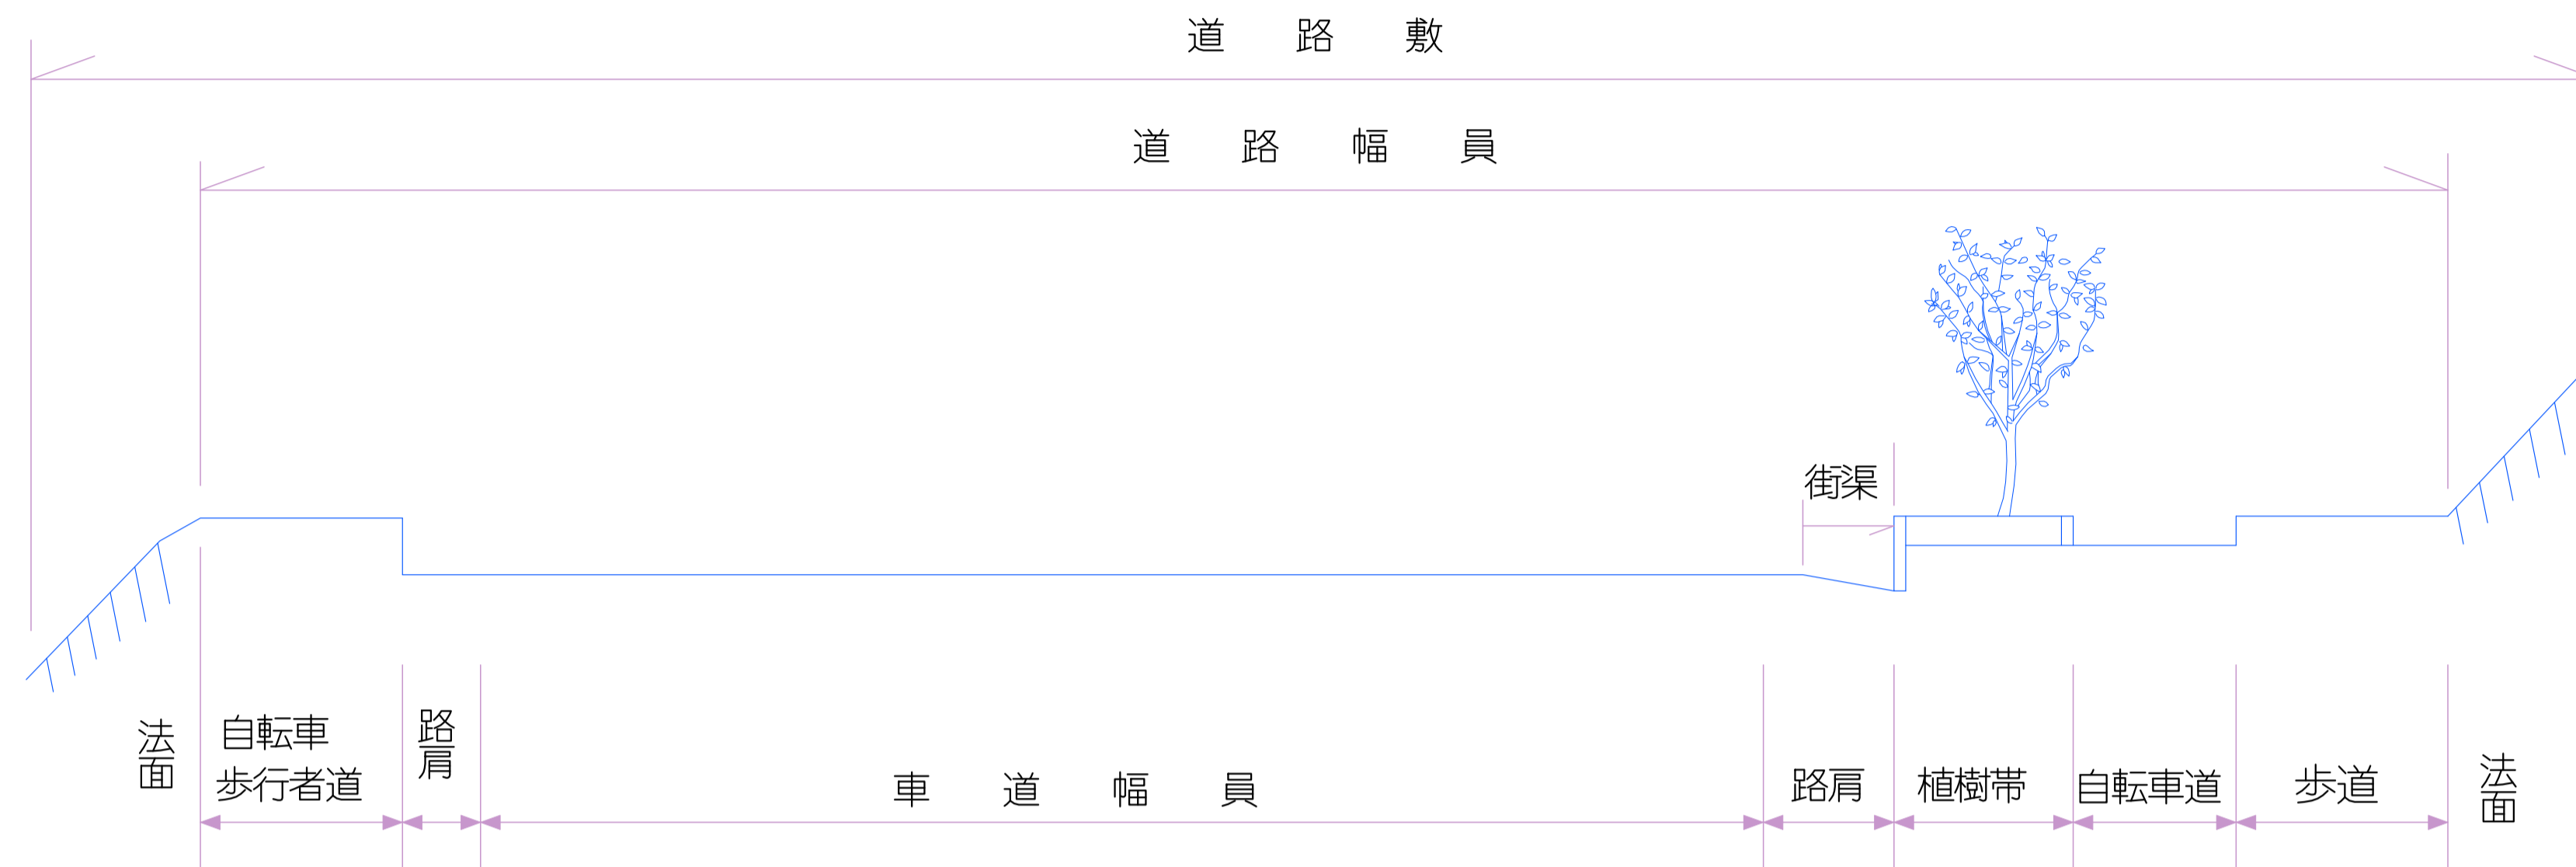 道路敷
道路幅員
街渠
法面
自転車
歩行者道
路肩
車道幅員
路肩
植樹帯
自転車道
歩道
法面